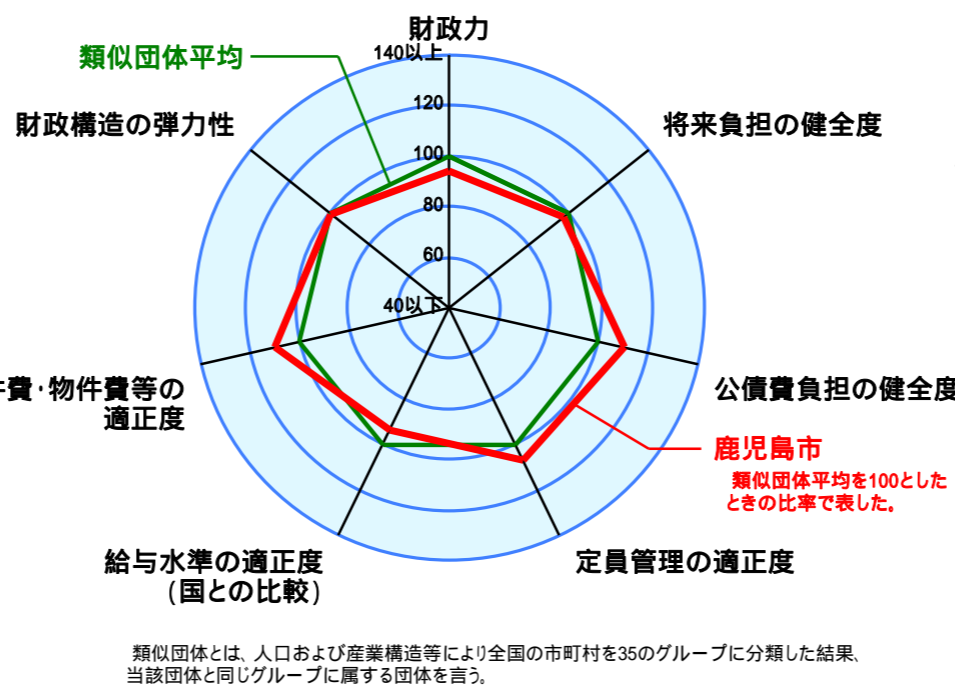 財政力
140以上
類似団体平均
120
財政構造の弾力性
将来負担の健全度
100
80
60
40以下
費・物件費等の
適正度
公債費負担の健全度
鹿児島市
類似団体平均を100とした
ときの比率で表した。
給与水準の適正度
(国との比較)
定員管理の適正度
類似団体とは、人口および産業構造等により全国の市町村を35のグループに分類した結果、
当該団体と同じグループに属する団体を言う。